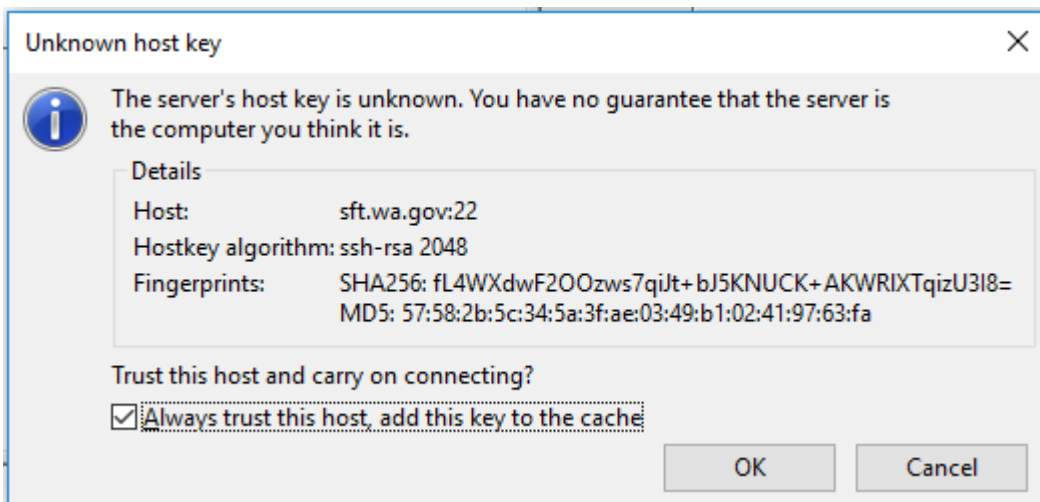 Unknown host key
The server's host key is unknown. You have no guarantee that the server is
the computer you think it is.
Details
Host: sft.wa.gov:22
Hostkey algorithm: ssh-rsa 2048
Fingerprints: SHA256: fL4WXdwF2OOzws7qiJt+bJ5KNUCK+AKWRIXTqizU3I8=
MD5: 57:58:2b:5c:34:5a:3f:ae:03:49:b1:02:41:97:63:fa
Trust this host and carry on connecting?
Always trust this host, add this key to the cache
OK Cancel